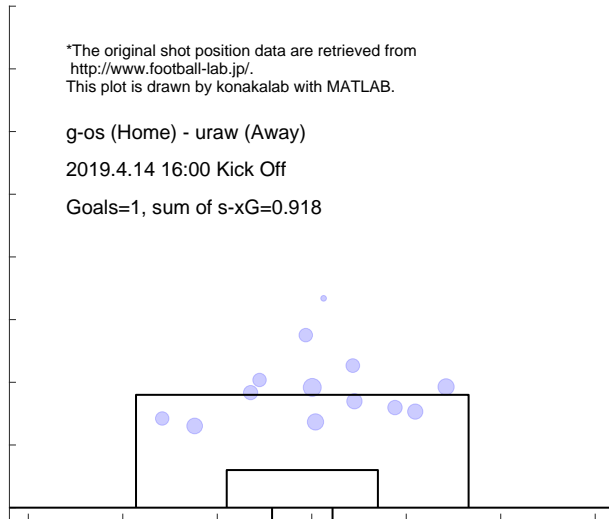 *The original shot position data are retrieved from
http://www.football-lab.jp/.
This plot is drawn by konakalab with MATLAB.
g-os (Home) - uraw (Away)
2019.4.14 16:00 Kick Off
Goals=1, sum of s-xG=0.918